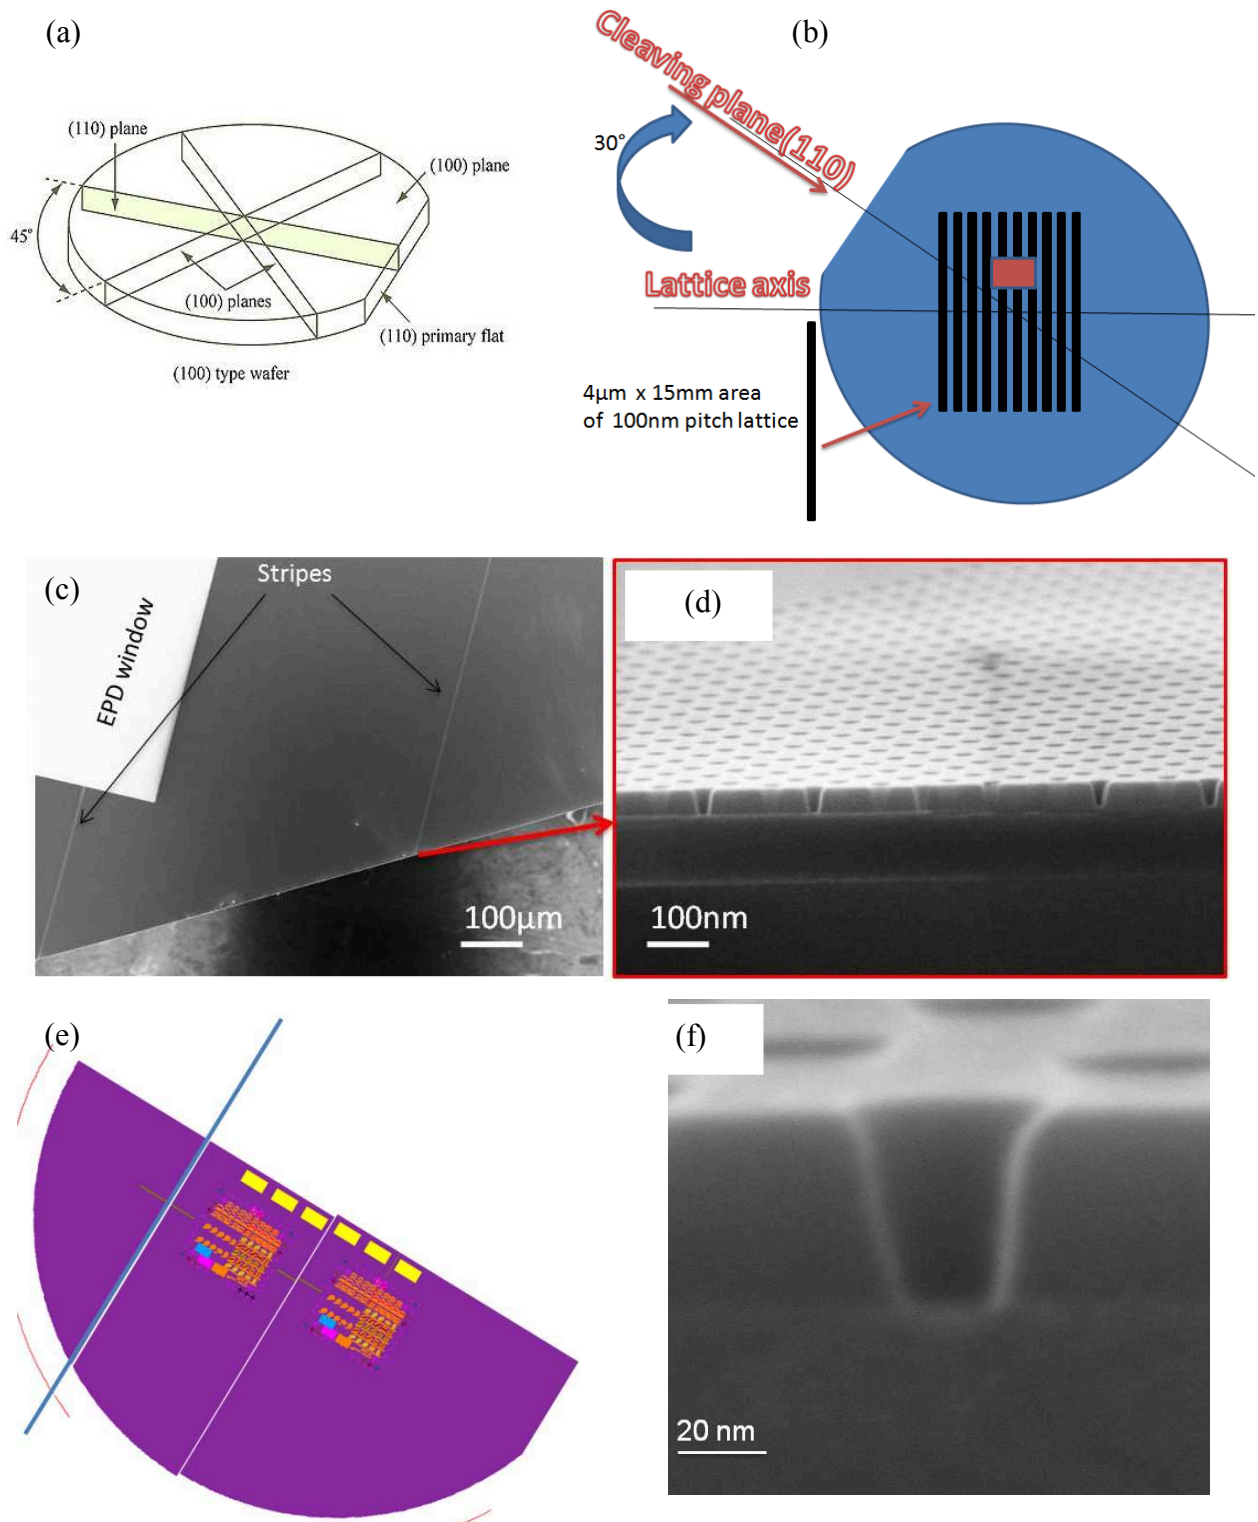 (a)
(110) plane
(100) plane
45°
(100) planes
(110) primary flat
(100) type wafer
(b)
Cleaving plane(110)
30°
Lattice axis
4μm x 15mm area
of 100nm pitch lattice
(c)
Stripes
EPD window
100μm
(d)
100nm
(e)
(f)
20 nm